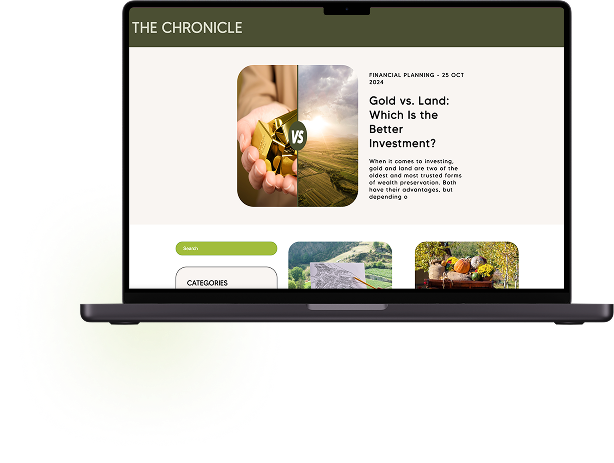 THE CHRONICLE
FINANCIAL PLANNING - 25 OCT
2024
Gold vs. Land:
Which Is the
Better
Investment?
VS
When it comes to investing,
gold and land are two of the
oldest and most trusted forms
of wealth preservation. Both
have their advantages, but
depending o
Search
CATEGORIES